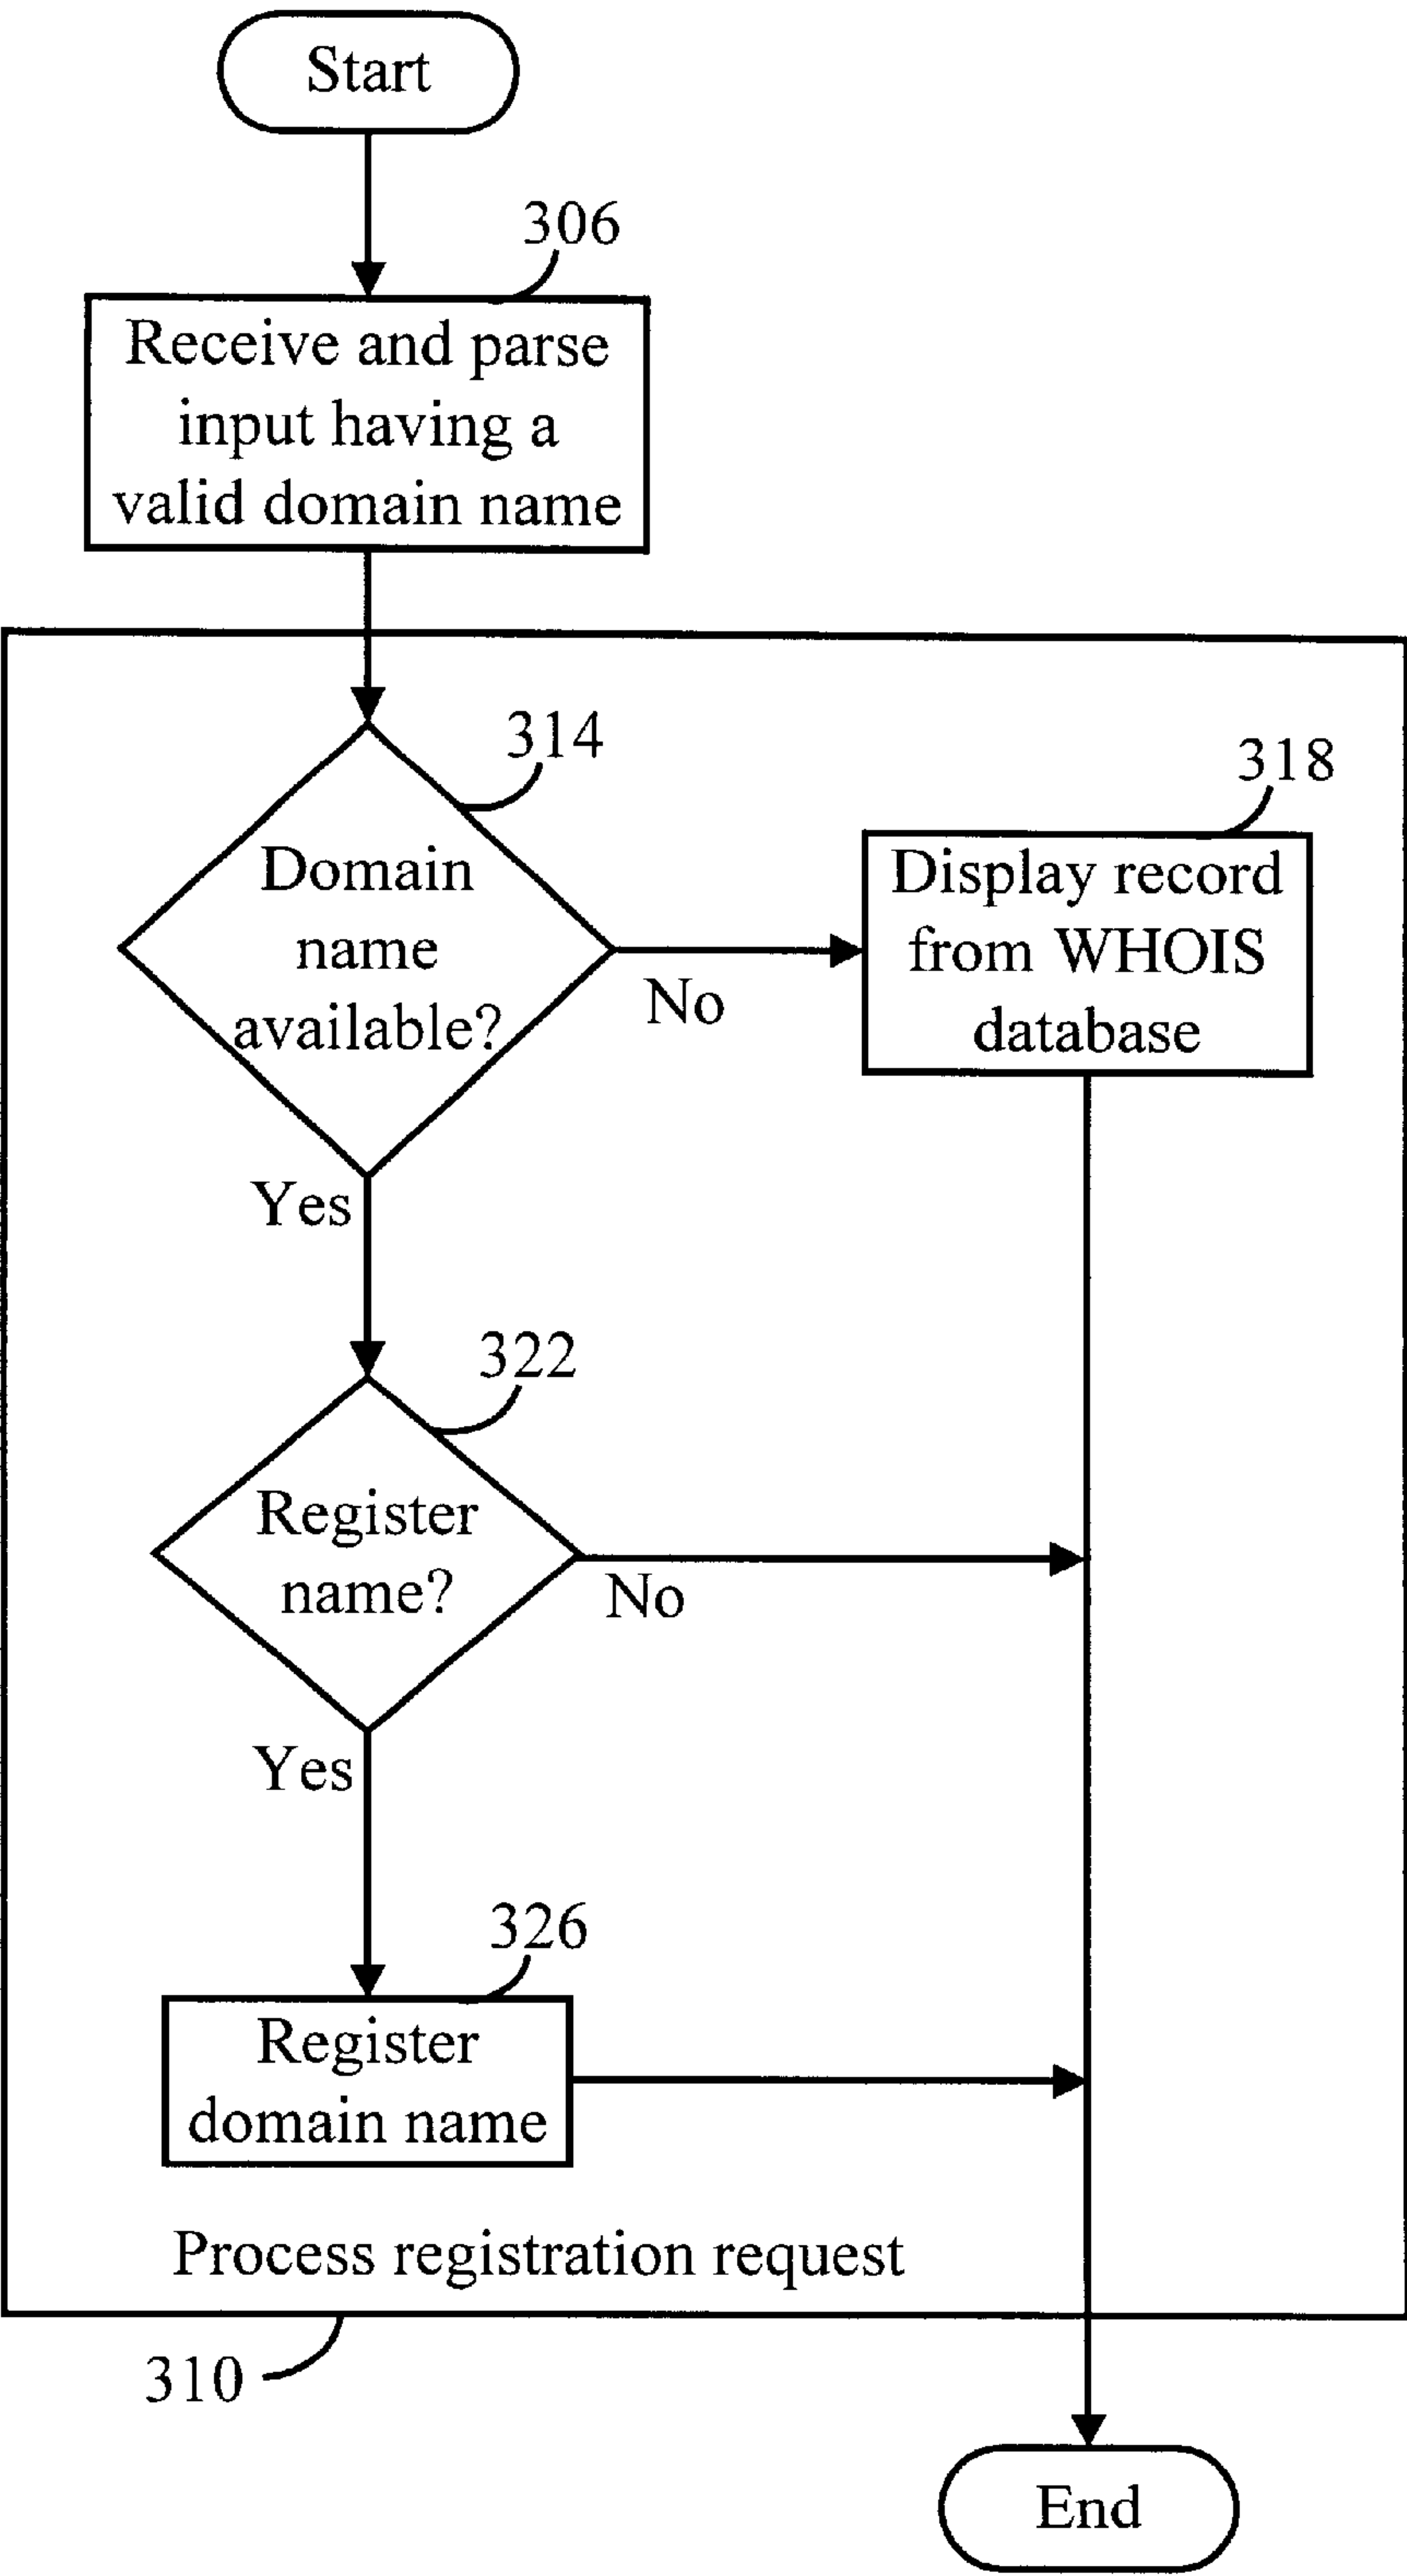 Start
306
Receive and parse
input having a
valid domain name
314
Domain
name
available?
No
318
Display record
from WHOIS
database
Yes
322
Register
name?
No
Yes
326
Register
domain name
Process registration request
310
End